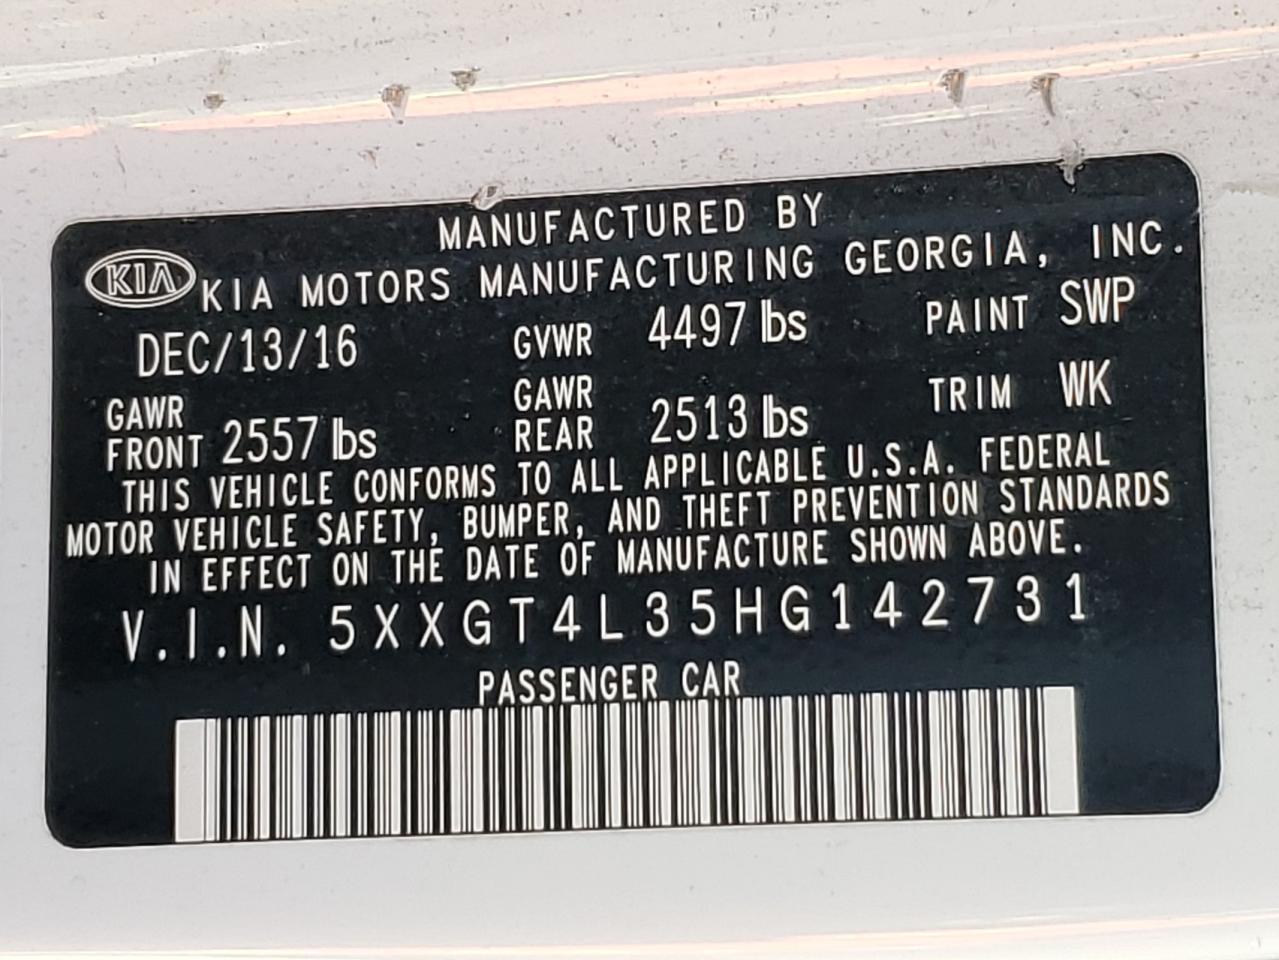 MANUFACTURED BY
KIA KIA MOTORS MANUFACTURING GEORGIA, INC.
DEC/13/16 GVWR 4497 lbs PAINT SWP
GAWR FRONT 2557 lbs GAWR REAR 2513 lbs TRIM WK
THIS VEHICLE CONFORMS TO ALL APPLICABLE U.S.A. FEDERAL
MOTOR VEHICLE SAFETY, BUMPER, AND THEFT PREVENTION STANDARDS
IN EFFECT ON THE DATE OF MANUFACTURE SHOWN ABOVE.
V.I.N. 5XXGT4L35HG142731
PASSENGER CAR